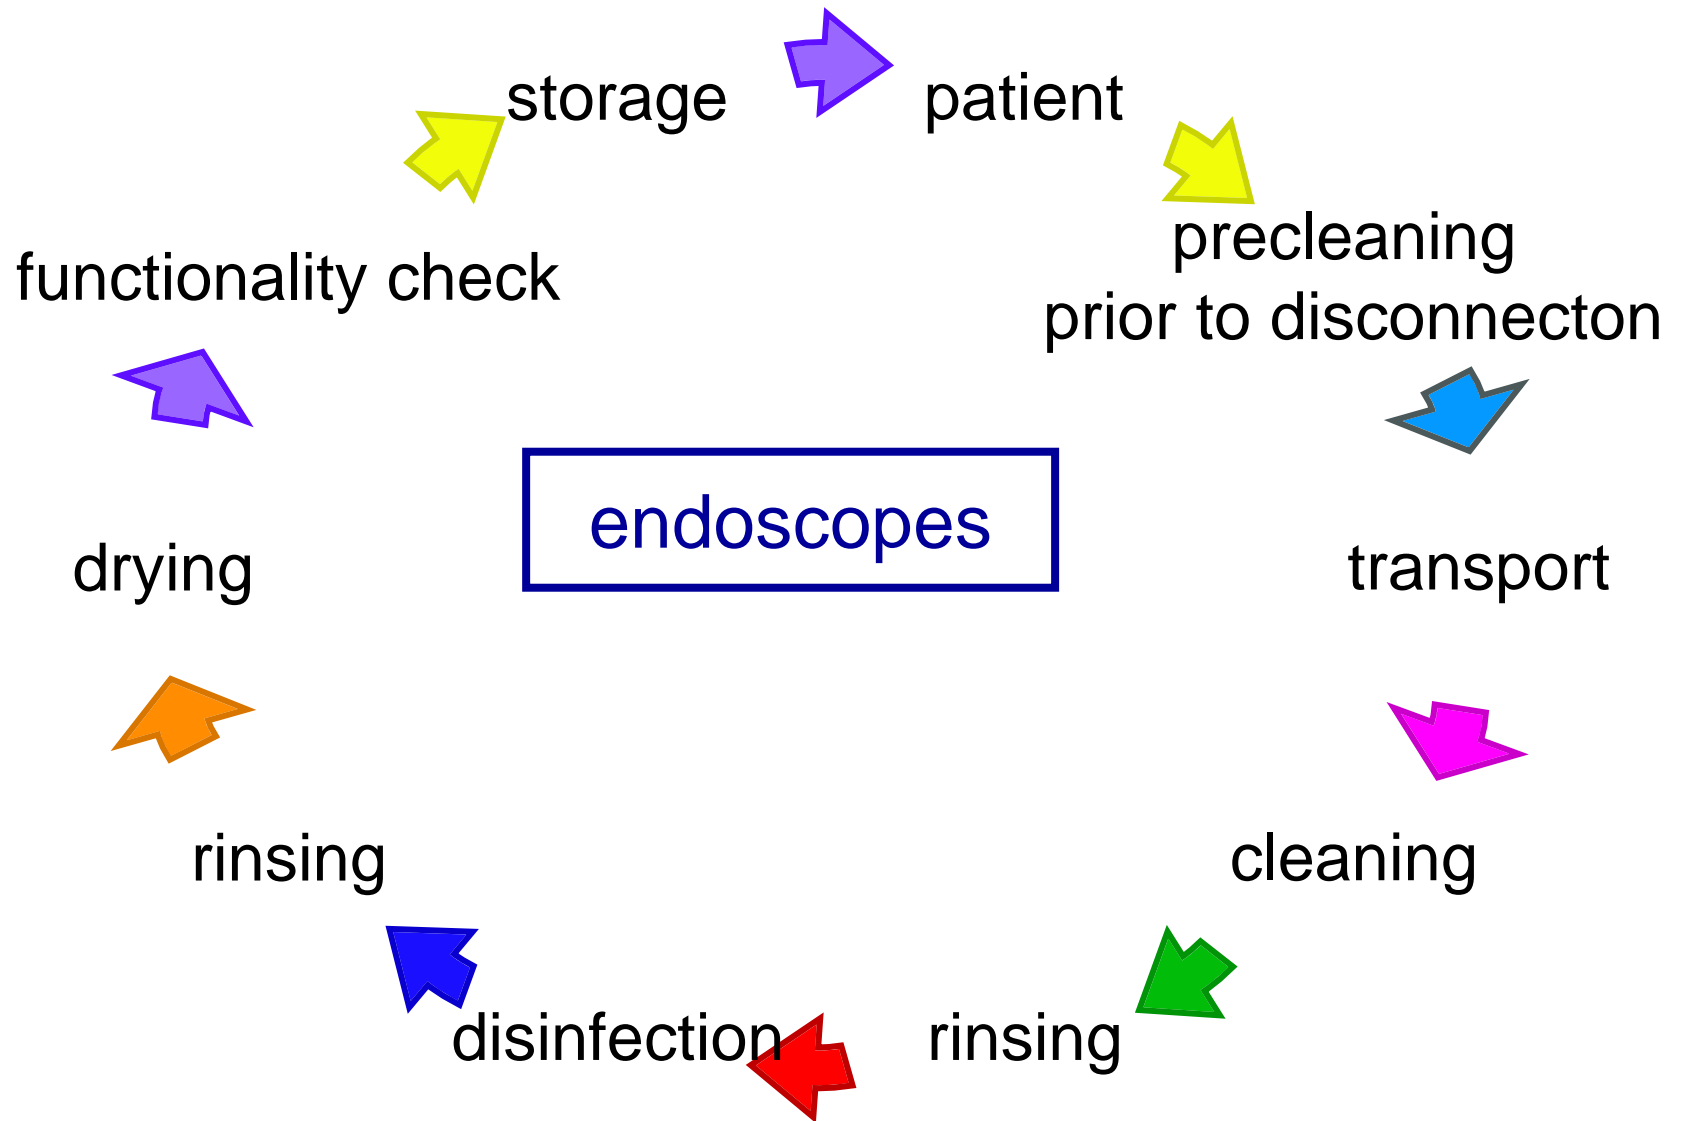 storage
patient
precleaning
prior to disconnecton
functionality check
endoscopes
drying
transport
rinsing
cleaning
disinfection
rinsing